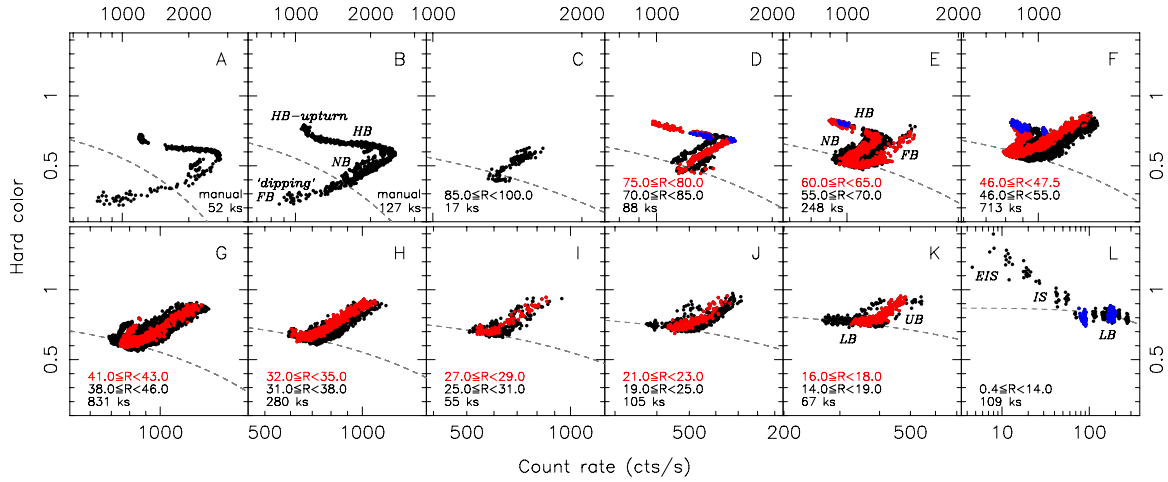 1000 2000 1000 2000 1000 2000 1000 2000 1000 2000 1000
A
manual
52 ks
B
HB-upturn
HB
NB
'dipping'
FB
manual
127 ks
C
85.0≦R<100.0
17 ks
D
75.0≦R<80.0
70.0≦R<85.0
88 ks
E
HB
NB
FB
60.0≦R<65.0
55.0≦R<70.0
248 ks
F
46.0≦R<47.5
46.0≦R<55.0
713 ks
1
0.5
1
0.5
Hard color
G
41.0≦R<43.0
38.0≦R<46.0
831 ks
H
32.0≦R<35.0
31.0≦R<38.0
280 ks
I
27.0≦R<29.0
25.0≦R<31.0
55 ks
J
21.0≦R<23.0
19.0≦R<25.0
105 ks
K
LB
UB
16.0≦R<18.0
14.0≦R<19.0
67 ks
L
EIS
IS
LB
0.4≦R<14.0
109 ks
1
0.5
1
0.5
1000 500 1000 500 1000 500 200 500 10 100
Count rate (cts/s)